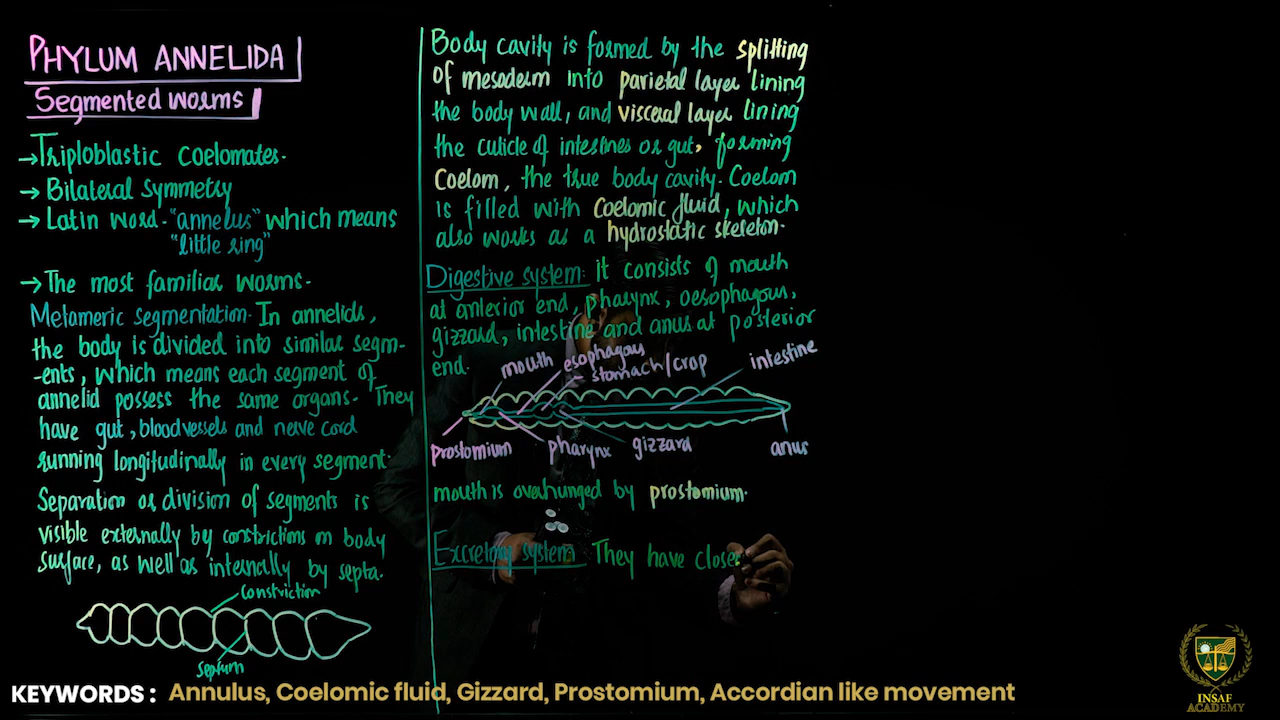 PHYLUM ANNELIDA
Segmented worms
→Triploblastic coelomates.
→ Bilateral symmetry
→ Latin word - "annelus" which means
"little ring"
→ The most familiar worms.
Metameric segmentation. In annelids,
the body is divided into similar segm-
-ents, which means each segment of
annelid possess the same organs. They
have gut, bloodvessels and nerve cord
running longitudinally in every segment.
Separation or division of segments is
visible externally by constrictions on body
surface, as well as internally by septa.
constriction
septum
Body cavity is formed by the splitting
of mesoderm into parietal layer lining
the body wall, and visceral layer lining
the cuticle of intestines or gut, forming
Coelom, the true body cavity. Coelom
is filled with Coelomic fluid, which
also works as a hydrostatic skeleton.
Digestive system: it consists of mouth
at anterior end, pharynx, oesophagous,
gizzard, intestine and anus at posterior
end.
mouth
esophagous
stomach/crop
intestine
prostomium
pharynx
gizzard
anus
mouth is overhunged by prostomium.
Excretory system: They have closed
KEYWORDS : Annulus, Coelomic fluid, Gizzard, Prostomium, Accordian like movement
INSAF
ACADEMY